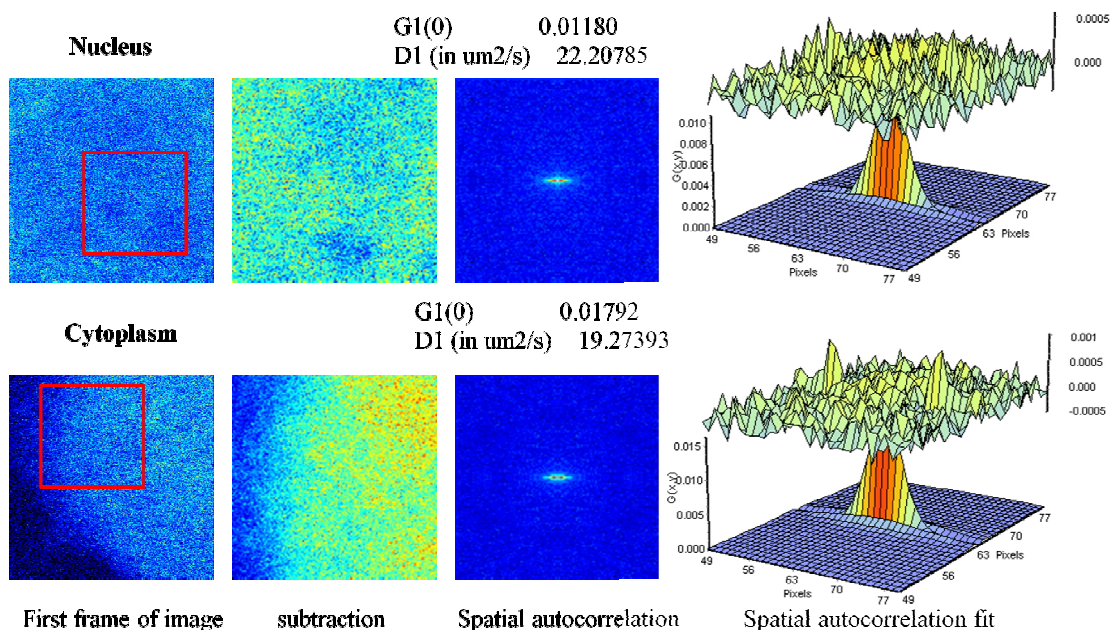 Nucleus
G1(0) 0.01180
D1 (in um2/s) 22.20785
0.0005
0.000
0.010
0.008
0.006
0.004
0.002
0.000
G(x,y)
49
56
63
70
77
Pixels
49
56
63 Pixels
70
77
Cytoplasm
G1(0) 0.01792
D1 (in um2/s) 19.27393
0.001
0.0005
0.000
-0.0005
0.015
0.010
0.005
0.000
G(x,y)
49
56
63
70
77
Pixels
49
56
63 Pixels
70
77
First frame of image subtraction Spatial autocorrelation Spatial autocorrelation fit